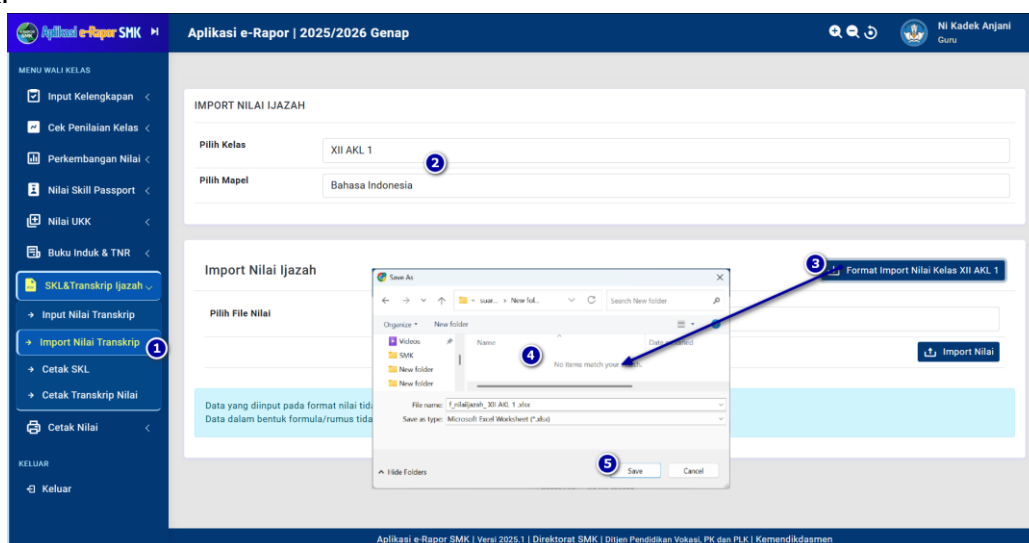 Aplikasi e-Rapor SMK
Aplikasi e-Rapor | 2025/2026 Genap
Ni Kadek Anjani
Guru
MENU WALI KELAS
Input Kelengkapan
Cek Penilaian Kelas
Perkembangan Nilai
Nilai Skill Passport
Nilai UKK
Buku Induk & TNR
SKL&Transkrip Ijazah
Input Nilai Transkrip
Import Nilai Transkrip
1
Cetak SKL
Cetak Transkrip Nilai
Cetak Nilai
KELUAR
Keluar
IMPORT NILAI IJAZAH
Pilih Kelas
XII AKL 1
2
Pilih Mapel
Bahasa Indonesia
Import Nilai Ijazah
3
Format Import Nilai Kelas XII AKL 1
Pilih File Nilai
Import Nilai
Data yang diinput pada format nilai
Data dalam bentuk formula/rumus
Save As
suar... New fol...
Search New folder
Organize
New folder
Videos
SMK
New folder
New folder
Name
4
No items match your
File name:
Save as type: Microsoft Excel Worksheet (*.xlsx)
Hide Folders
5
Save
Cancel
Aplikasi e-Rapor SMK | Versi 2025.1 | Direktorat SMK | Ditjen Pendidikan Vokasi, PK dan PLK | Kemendikdasmen